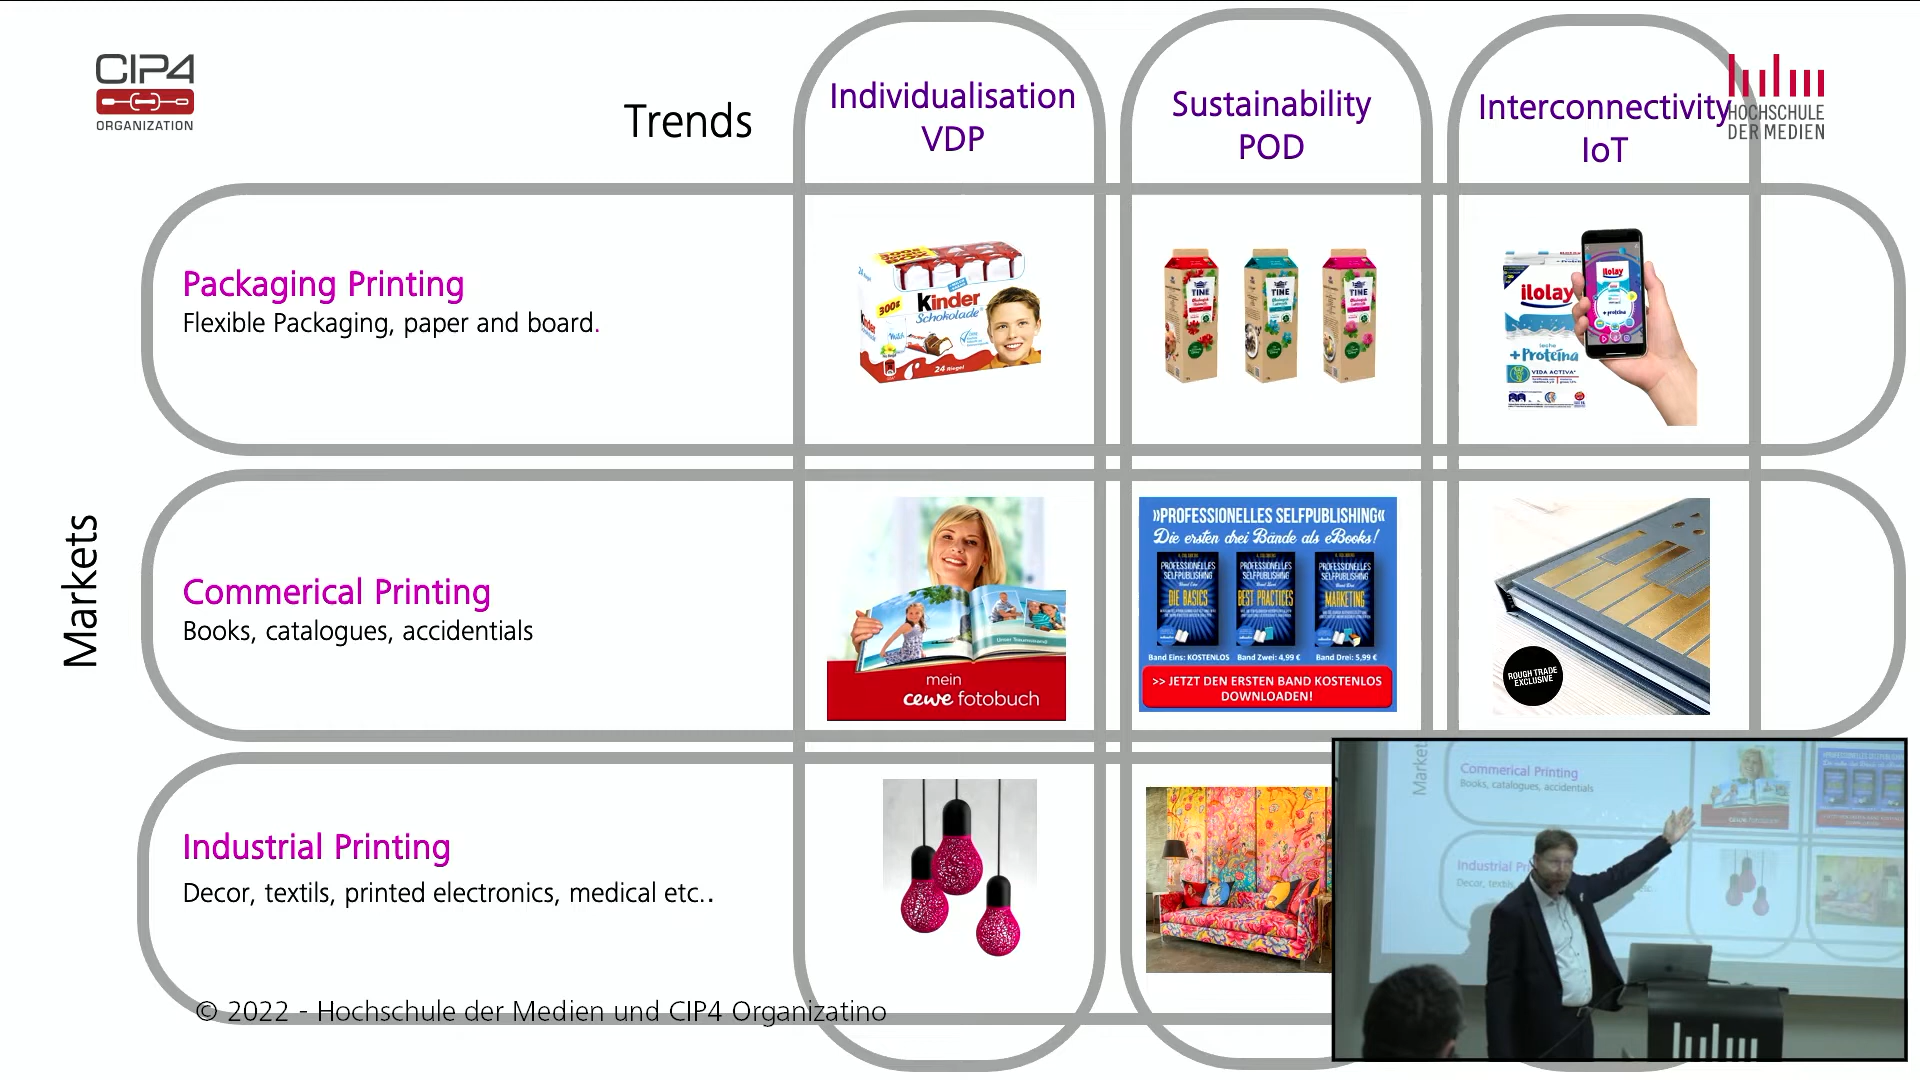 CIP4
ORGANIZATION
Trends
Individualisation
VDP
Sustainability
POD
Interconnectivity
IoT
HOCHSCHULE
DER MEDIEN
Markets
Packaging Printing
Flexible Packaging, paper and board.
300g
Kinder
Schokolade
24 Riegel
TINE
TINE
TINE
ilolay
ilolay
+Proteína
VIDA ACTIVA
Commerical Printing
Books, catalogues, accidentials
mein
cewe fotobuch
»PROFESSIONELLES SELFPUBLISHING«
Die ersten drei Bände als eBooks!
PROFESSIONELLES
SELFPUBLISHING
DIE BASICS
PROFESSIONELLES
SELFPUBLISHING
BEST PRACTICES
PROFESSIONELLES
SELFPUBLISHING
MARKETING
Band Eins: KOSTENLOS Band Zwei: 4,99 € Band Drei: 5,99 €
>> JETZT DEN ERSTEN BAND KOSTENLOS
DOWNLOADEN!
ROUGH TRADE
EXCLUSIVE
Industrial Printing
Decor, textils, printed electronics, medical etc..
© 2022 - Hochschule der Medien und CIP4 Organizatino
Commerical Printing
Books, catalogues, accidentials